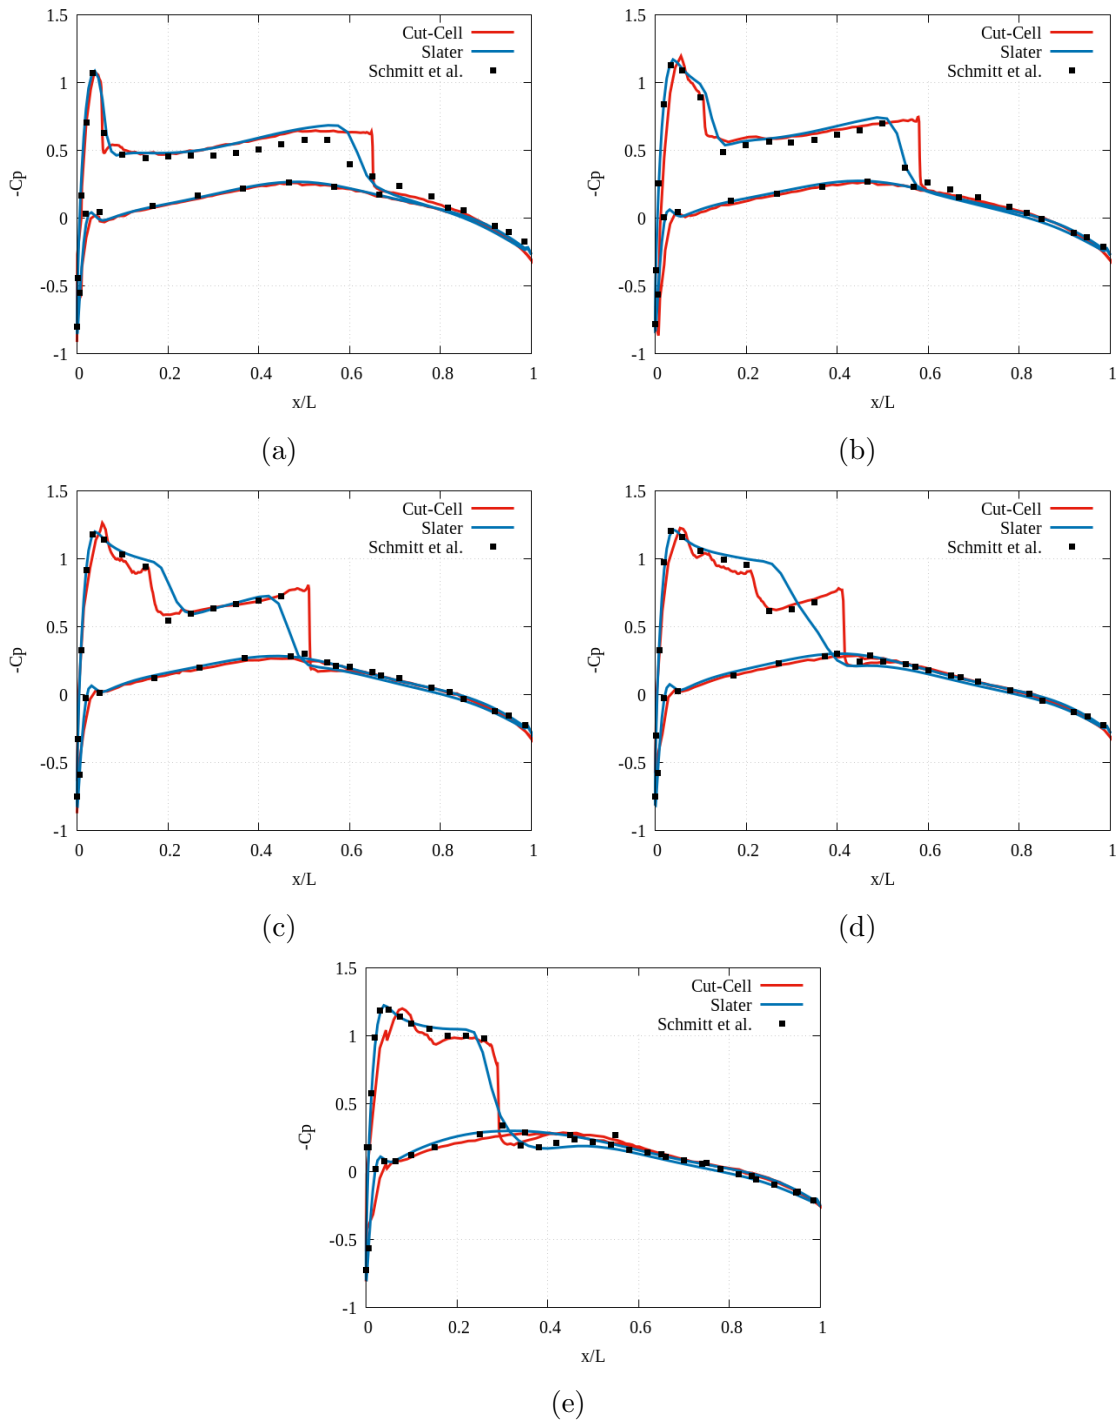 1.5
1
0.5
0
-0.5
-1
-Cp
Cut-Cell
Slater
Schmitt et al.
0 0.2 0.4 0.6 0.8 1
x/L
(a)
1.5
1
0.5
0
-0.5
-1
-Cp
Cut-Cell
Slater
Schmitt et al.
0 0.2 0.4 0.6 0.8 1
x/L
(b)
1.5
1
0.5
0
-0.5
-1
-Cp
Cut-Cell
Slater
Schmitt et al.
0 0.2 0.4 0.6 0.8 1
x/L
(c)
1.5
1
0.5
0
-0.5
-1
-Cp
Cut-Cell
Slater
Schmitt et al.
0 0.2 0.4 0.6 0.8 1
x/L
(d)
1.5
1
0.5
0
-0.5
-1
-Cp
Cut-Cell
Slater
Schmitt et al.
0 0.2 0.4 0.6 0.8 1
x/L
(e)